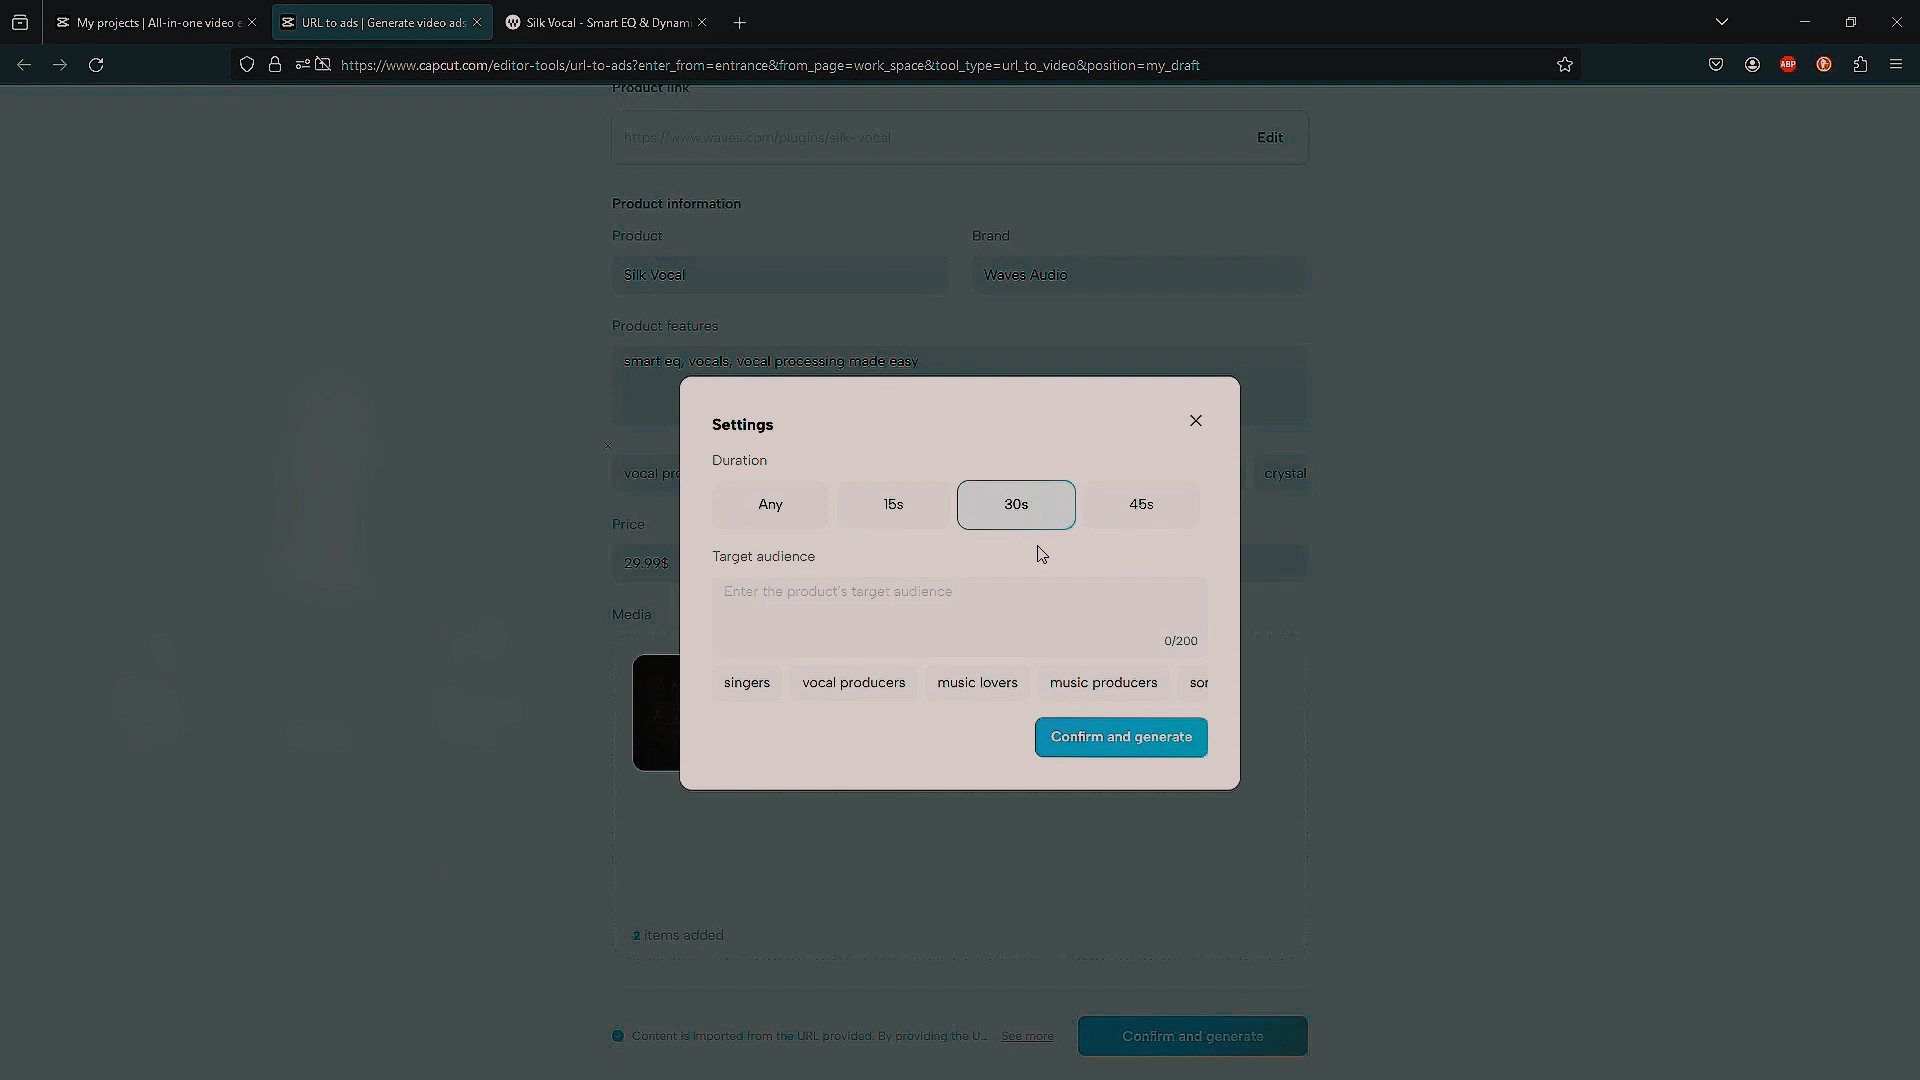 My projects | All-in-one video e
URL to ads | Generate video ads
Silk Vocal - Smart EQ & Dynami
https://www.capcut.com/editor-tools/url-to-ads?enter_from=entrance&from_page=work_space&tool_type=url_to_video&position=my_draft
ABP
Product link
https://www.waves.com/plugins/silk-vocal
Edit
Product information
Product
Brand
Silk Vocal
Waves Audio
Product features
smart eq, vocals, vocal processing made easy
Settings
Duration
vocal pro
crystal
Any
15s
30s
45s
Price
Target audience
29.99$
Enter the product's target audience
Media
0/200
singers
vocal producers
music lovers
music producers
sor
Confirm and generate
2 items added
Content is imported from the URL provided. By providing the U...
See more
Confirm and generate